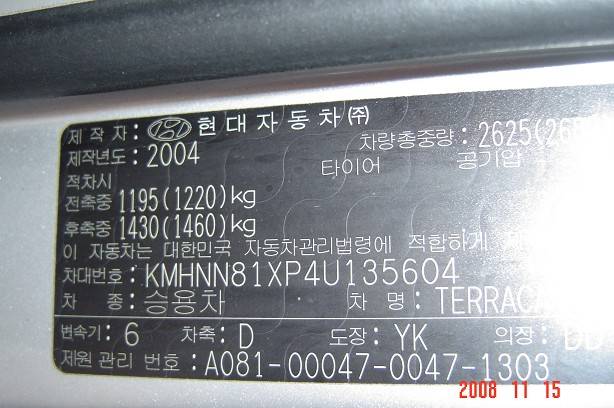 제 작 자 : 현대자동차㈜
제작년도 : 2004 차량총중량 : 2625(26
타이어 공기압
적차시
전축중 1195(1220)kg
후축중 1430(1460)kg
이 자동차는 대한민국 자동차관리법령에 적합하
차대번호 : KMHNN81XP4U135604
차 종 : 승용차 차 명 : TERRACA
변속기 : 6 차축 : D 도장 : YK 의장 : DD
제원 관리 번호 : A081-00047-0047-1303
2008 11 15